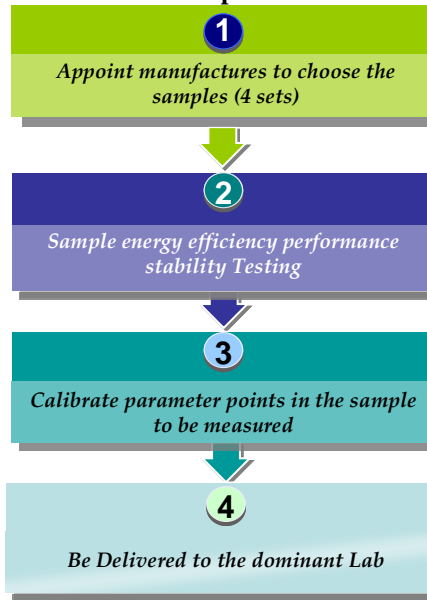 1
Appoint manufactures to choose the
samples (4 sets)
2
Sample energy efficiency performance
stability Testing
3
Calibrate parameter points in the sample
to be measured
4
Be Delivered to the dominant Lab